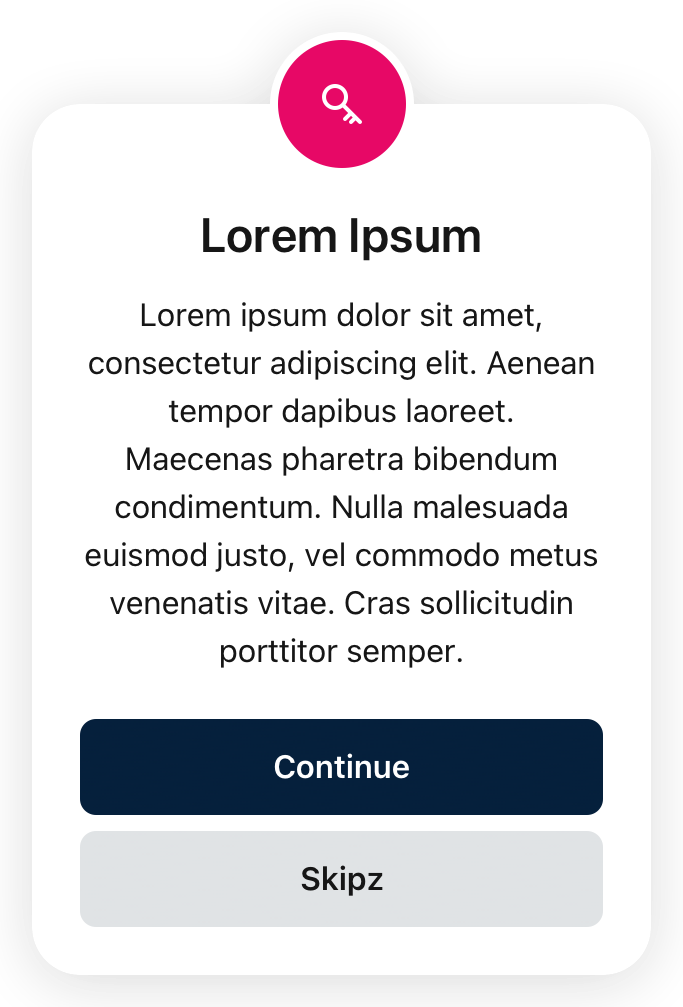 Lorem Ipsum
Lorem ipsum dolor sit amet,
consectetur adipiscing elit. Aenean
tempor dapibus laoreet.
Maecenas pharetra bibendum
condimentum. Nulla malesuada
euismod justo, vel commodo metus
venenatis vitae. Cras sollicitudin
porttitor semper.
Continue
Skipz